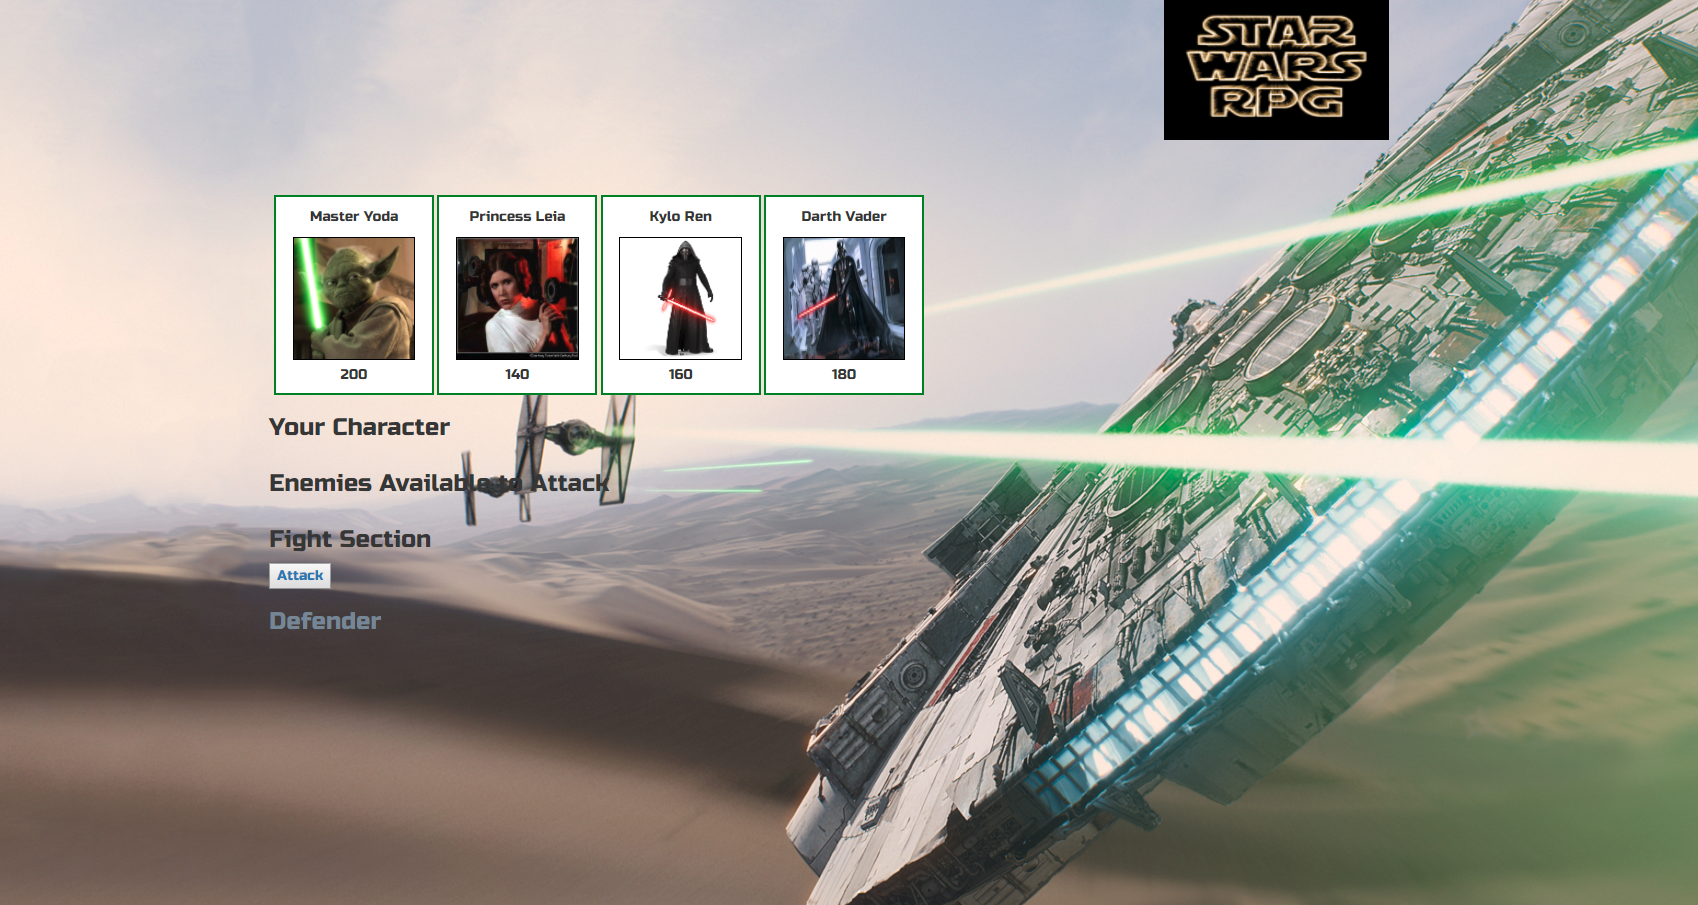 STAR
WARS
RPG
Master Yoda
Princess Leia
Kylo Ren
Darth Vader
200
140
160
180
Your Character
Enemies Available to Attack
Fight Section
Attack
Defender